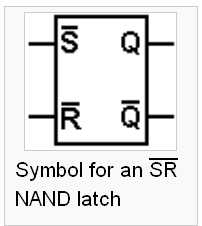 S̅ Q
R̅ Q̅
Symbol for an S̅R̅
NAND latch